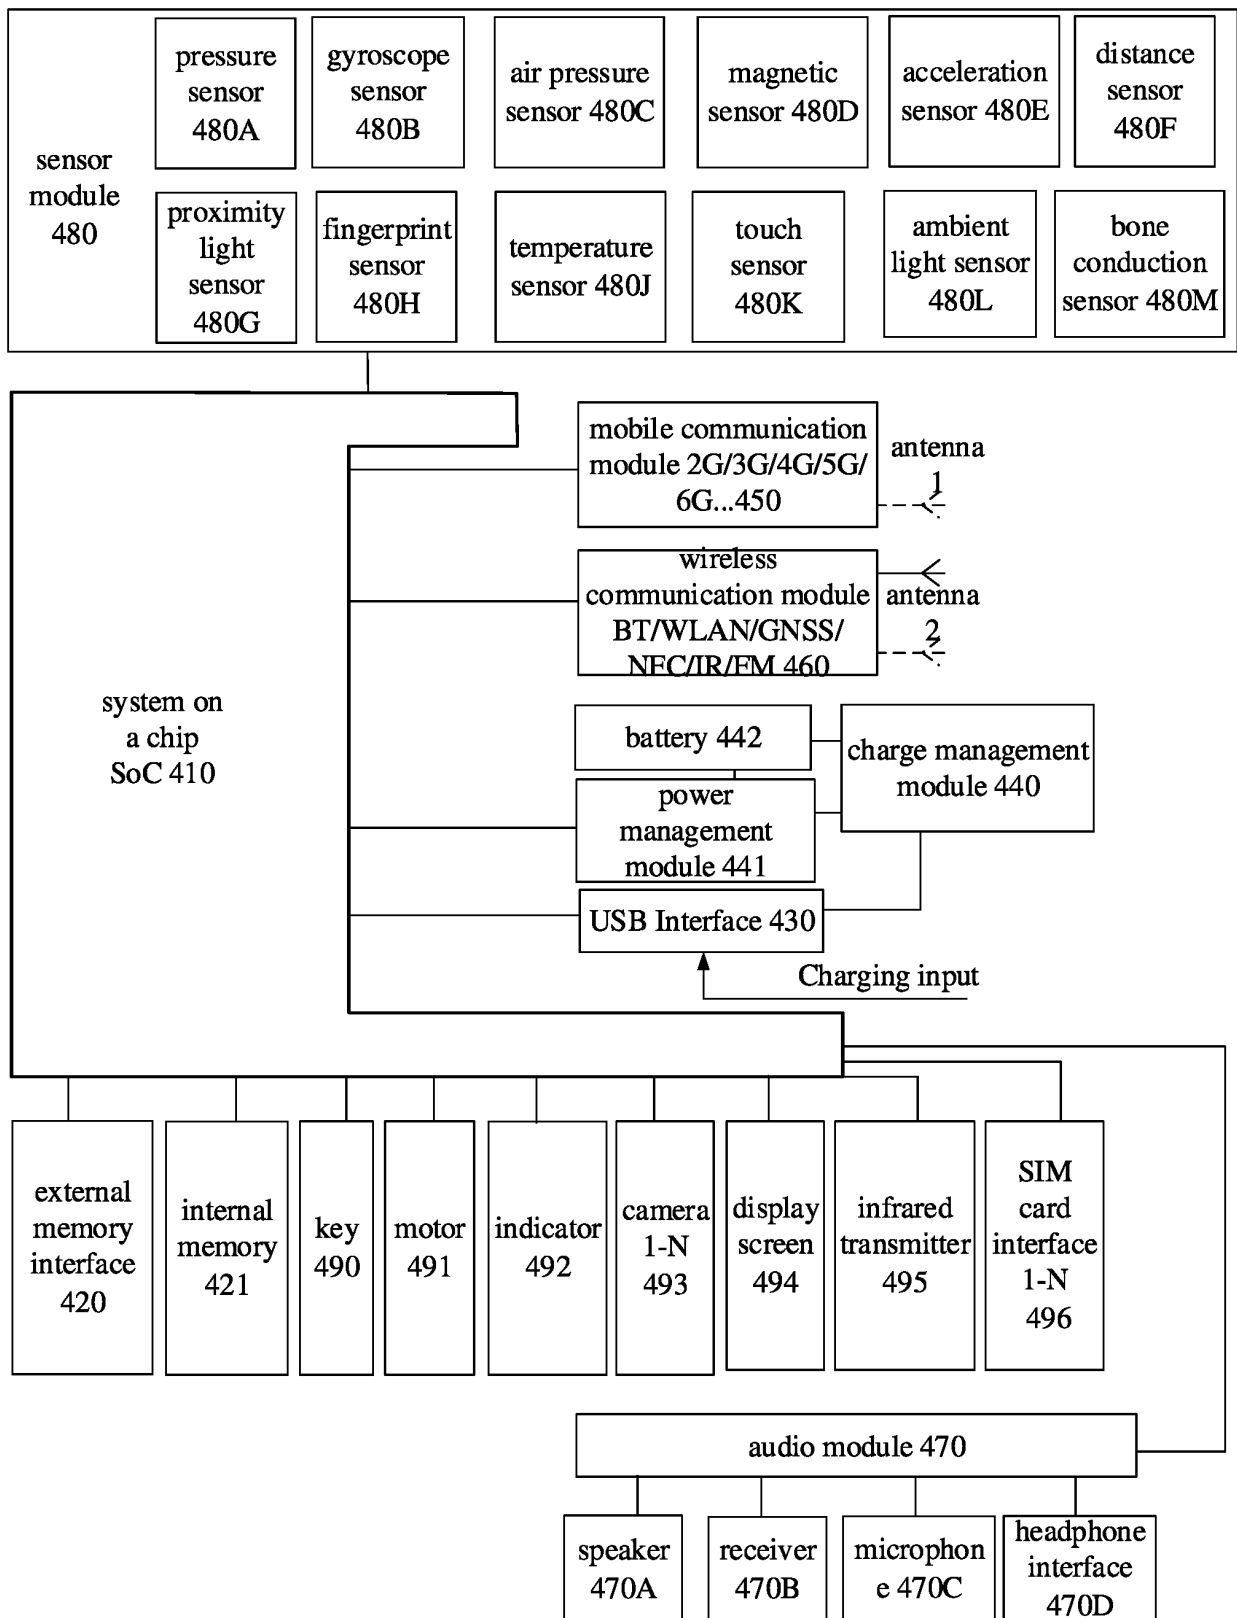 pressure
sensor
480A
gyroscope
sensor
480B
air pressure
sensor 480C
magnetic
sensor 480D
acceleration
sensor 480E
distance
sensor
480F
sensor
module
480
proximity
light
sensor
480G
fingerprint
sensor
480H
temperature
sensor 480J
touch
sensor
480K
ambient
light sensor
480L
bone
conduction
sensor 480M
mobile communication
module 2G/3G/4G/5G/
6G...450
antenna
1
wireless
communication module
BT/WLAN/GNSS/
NFC/IR/FM 460
antenna
2
system on
a chip
SoC 410
battery 442
charge management
module 440
power
management
module 441
USB Interface 430
Charging input
external
memory
interface
420
internal
memory
421
key
490
motor
491
indicator
492
camera
1-N
493
display
screen
494
infrared
transmitter
495
SIM
card
interface
1-N
496
audio module 470
speaker
470A
receiver
470B
microphon
e 470C
headphone
interface
470D